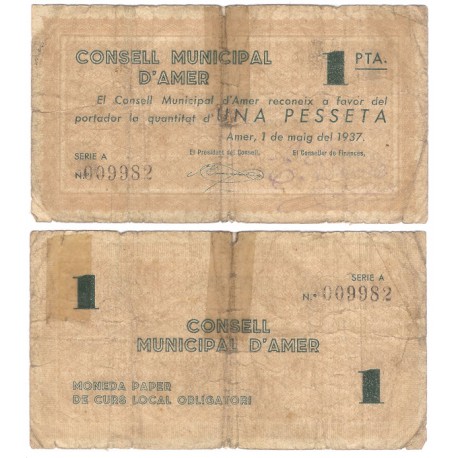 CONSELL MUNICIPAL
D'AMER
1 PTA.
El Consell Municipal d'Amer reconeix a favor del
portador la quantitat d'UNA PESSETA
Amer, 1 de maig del 1937.
El President del Consell,
El Conseller de Finances,
SERIE A
N.º 009982
1
SERIE A
N.º 009982
CONSELL
MUNICIPAL D'AMER
MONEDA PAPER
DE CURS LOCAL OBLIGATORI
1